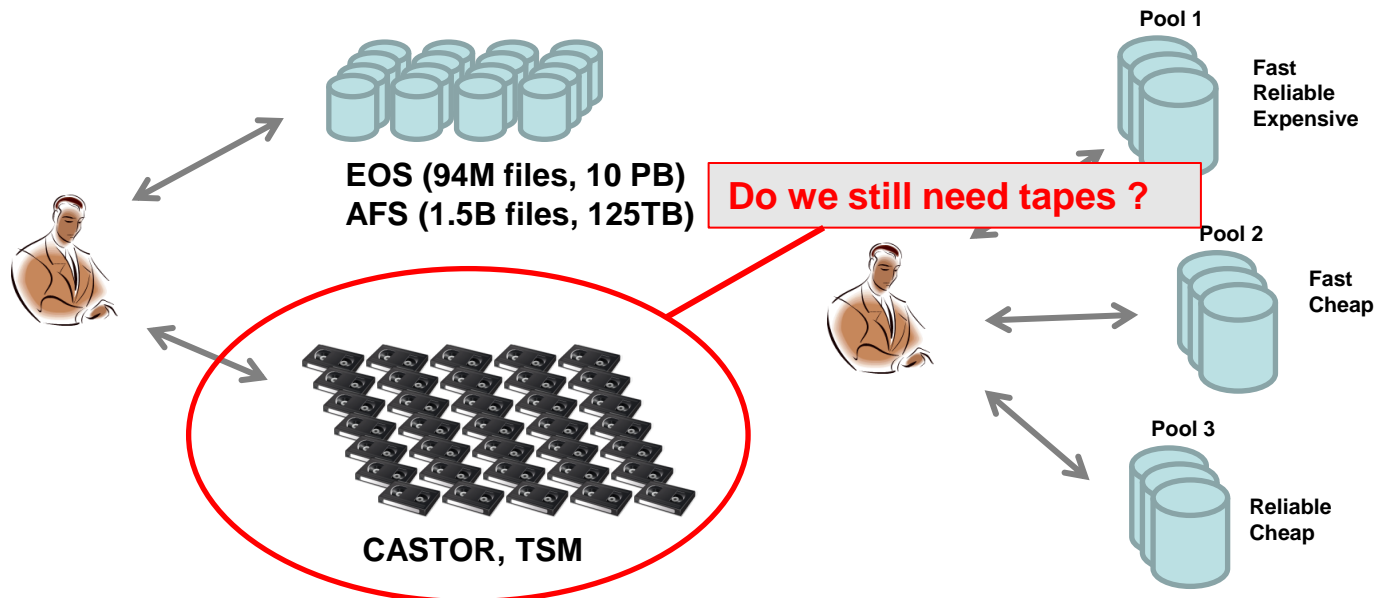 EOS (94M files, 10 PB)
AFS (1.5B files, 125TB)
CASTOR, TSM
Do we still need tapes ?
Pool 1
Fast
Reliable
Expensive
Pool 2
Fast
Cheap
Pool 3
Reliable
Cheap